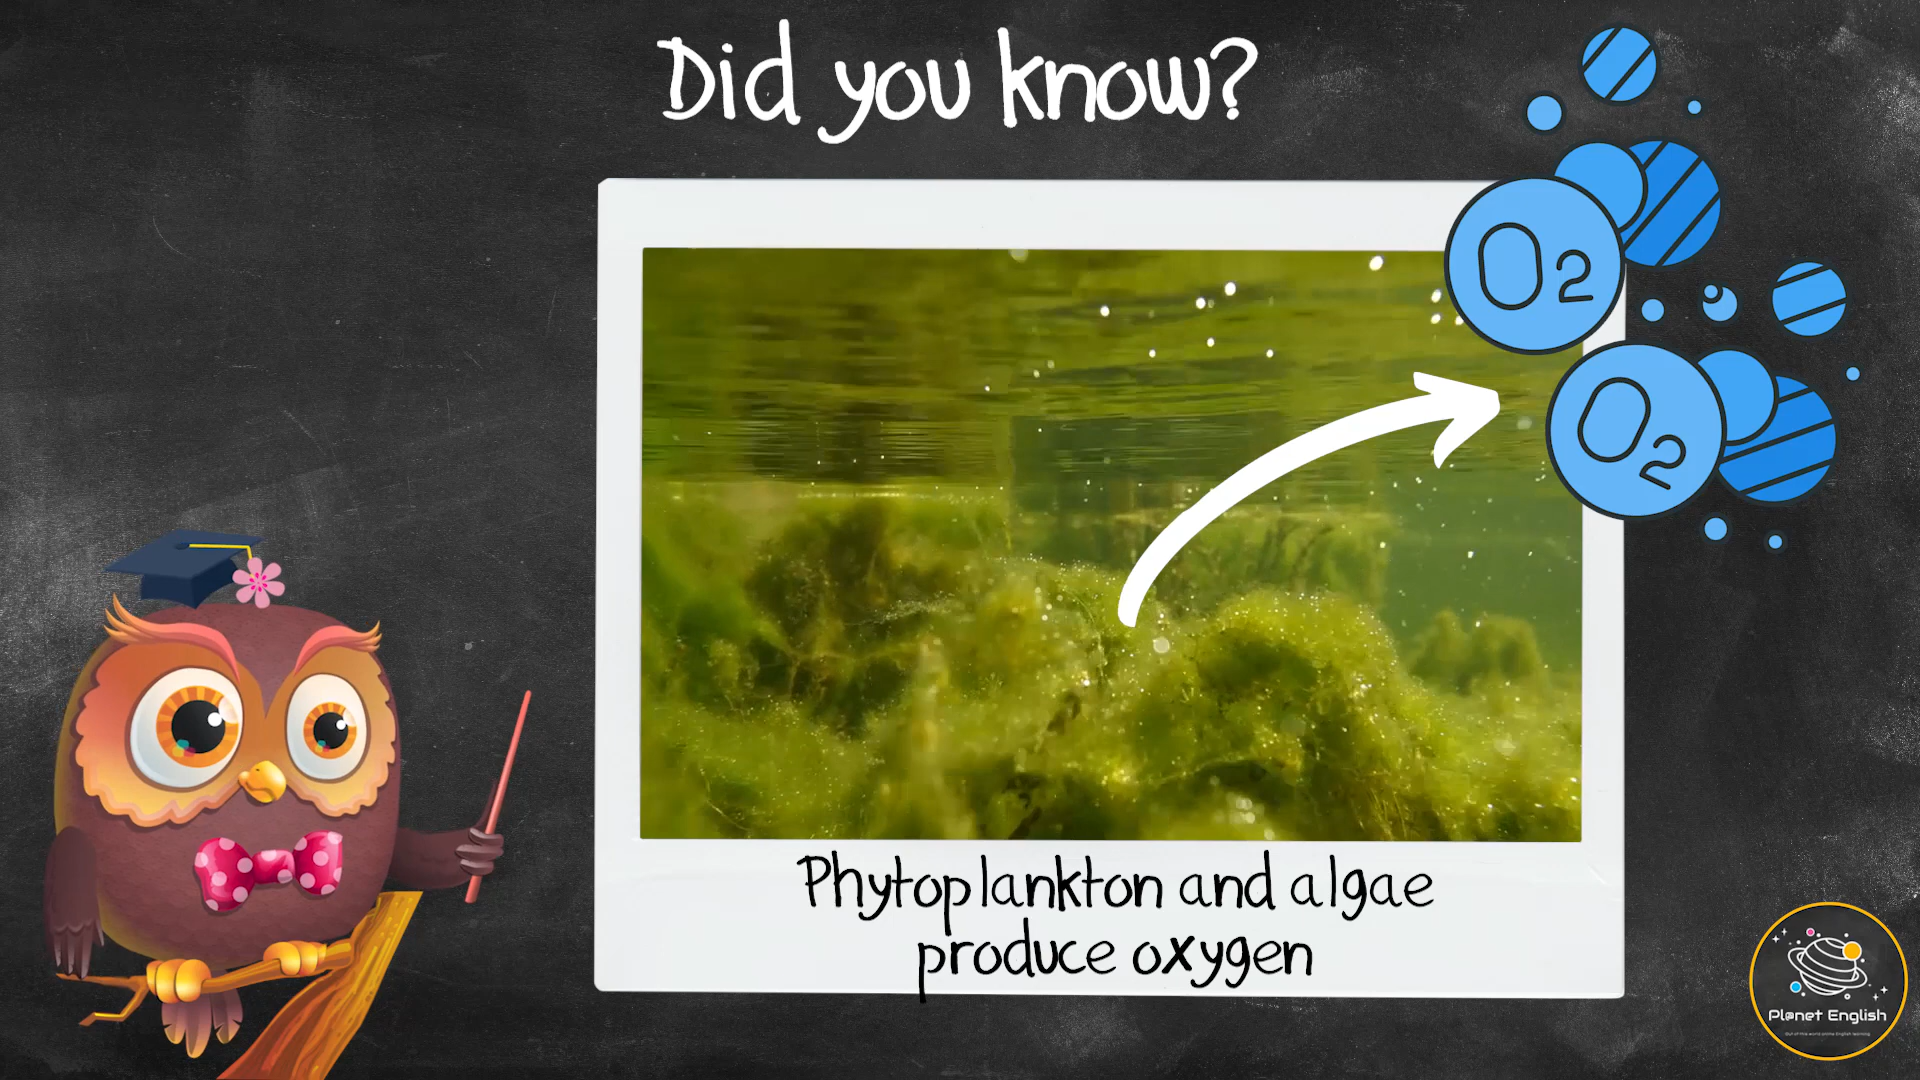 Did you know?
O2
O2
Phytoplankton and algae
produce oxygen
Planet English